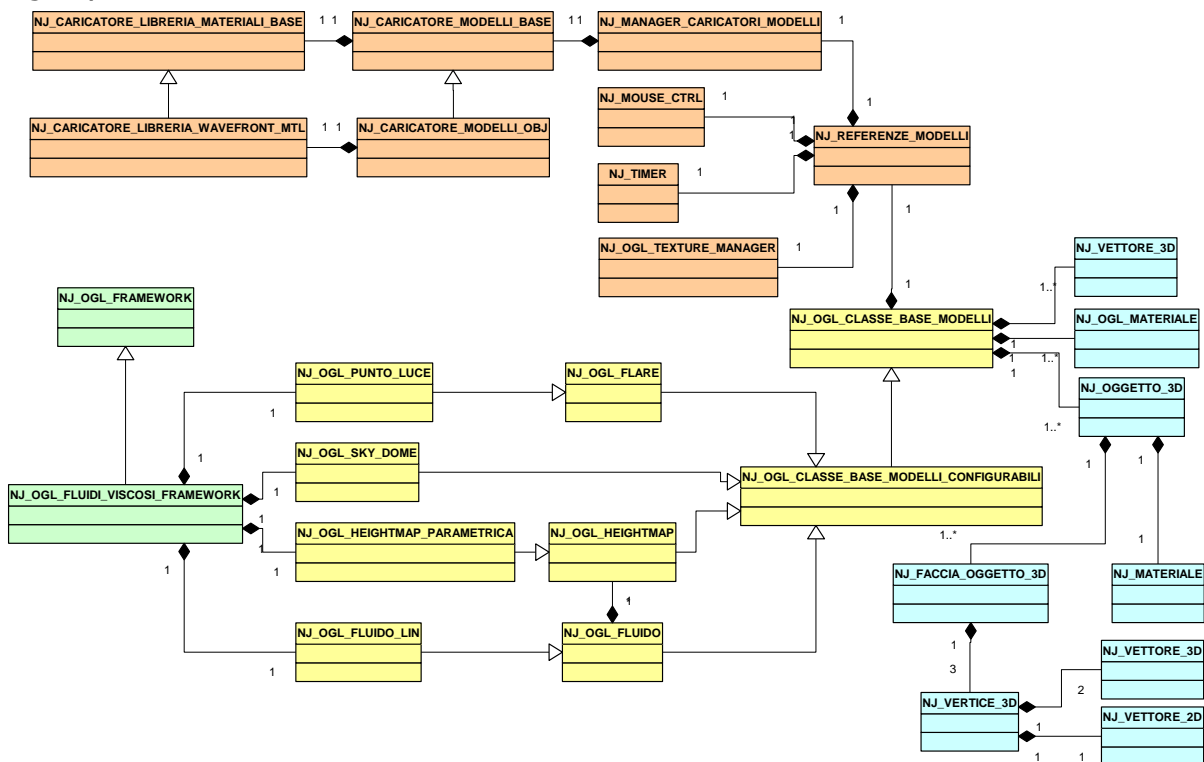 NJ_CARICATORE_LIBRERIA_MATERIALI_BASE
1 1
NJ_CARICATORE_MODELLI_BASE
1 1
NJ_MANAGER_CARICATORI_MODELLI
1
NJ_MOUSE_CTRL
1
1
NJ_CARICATORE_LIBRERIA_WAVEFRONT_MTL
1 1
NJ_CARICATORE_MODELLI_OBJ
1
1
1
NJ_REFERENZE_MODELLI
NJ_TIMER
1
1
1
NJ_OGL_TEXTURE_MANAGER
1
NJ_VETTORE_3D
1
1..*
NJ_OGL_FRAMEWORK
NJ_OGL_CLASSE_BASE_MODELLI
NJ_OGL_MATERIALE
1
1
1..*
1
NJ_OGL_PUNTO_LUCE
NJ_OGL_FLARE
NJ_OGGETTO_3D
1
1..*
NJ_OGL_SKY_DOME
1
1
1
NJ_OGL_CLASSE_BASE_MODELLI_CONFIGURABILI
NJ_OGL_FLUIDI_VISCOSI_FRAMEWORK
1
1
NJ_OGL_HEIGHTMAP_PARAMETRICA
NJ_OGL_HEIGHTMAP
1..*
1
1
1
1
NJ_FACCIA_OGGETTO_3D
NJ_MATERIALE
1
NJ_OGL_FLUIDO_LIN
NJ_OGL_FLUIDO
1
NJ_VETTORE_3D
1
3
2
NJ_VERTICE_3D
NJ_VETTORE_2D
1
1
1